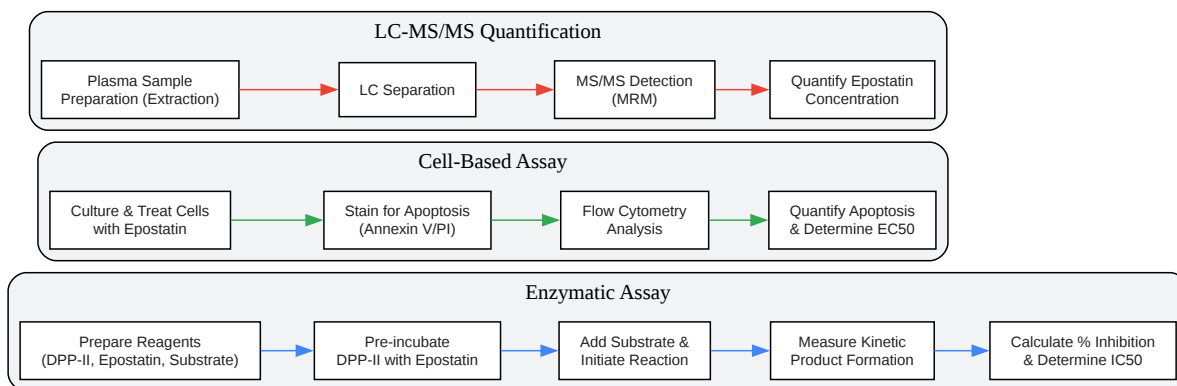 LC-MS/MS Quantification
Plasma Sample
Preparation (Extraction)
LC Separation
MS/MS Detection
(MRM)
Quantify Epostatin
Concentration
Cell-Based Assay
Culture & Treat Cells
with Epostatin
Stain for Apoptosis
(Annexin V/PI)
Flow Cytometry
Analysis
Quantify Apoptosis
& Determine EC50
Enzymatic Assay
Prepare Reagents
(DPP-II, Epostatin, Substrate)
Pre-incubate
DPP-II with Epostatin
Add Substrate &
Initiate Reaction
Measure Kinetic
Product Formation
Calculate % Inhibition
& Determine IC50